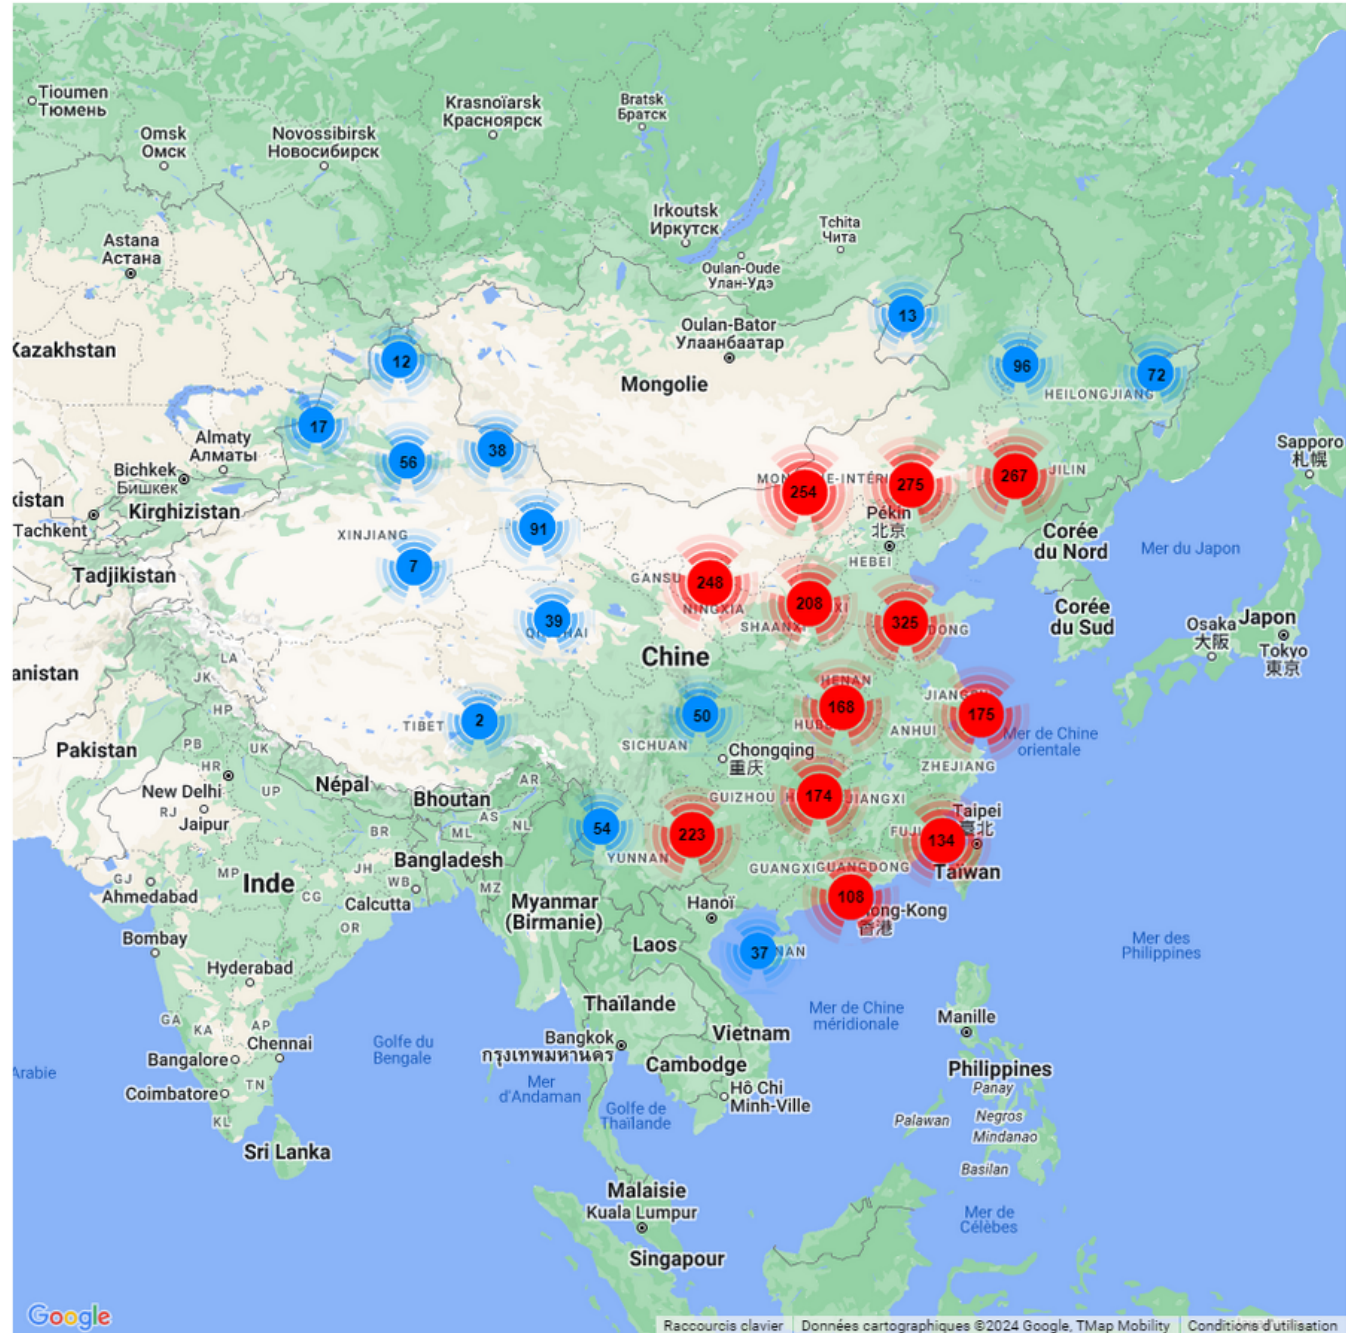 Tioumen
Тюмень
Omsk
Омск
Novossibirsk
Новосибирск
Krasnoïarsk
Красноярск
Bratsk
Братск
Irkoutsk
Иркутск
Tchita
Чита
Oulan-Oude
Улан-Удэ
Astana
Астана
Oulan-Bator
Улаанбаатар
13
Kazakhstan
12
Mongolie
96
72
HEILONGJIANG
17
Almaty
Алматы
56
38
Sapporo
札幌
Bichkek
Бишкек
254
275
267
JILIN
Kirghizistan
Tachkent
91
XINJIANG
Pékin
北京
HEBEI
Corée
du Nord
Mer du Japon
7
Tadjikistan
GANSU
248
NINGXIA
208
SHAANXI
325
39
Corée
du Sud
Osaka
大阪
Japon
Tokyo
東京
Chine
LA
JK
HP
HENAN
168
175
TIBET
2
50
ANHUI
Mer de Chine
orientale
SICHUAN
Chongqing
重庆
ZHEJIANG
Pakistan
PB
UK
HR
New Delhi
UP
RJ
Jaipur
Népal
Bhoutan
AR
AS
NL
GUIZHOU
174
JIANGXI
Taipei
臺北
54
YUNNAN
223
134
Taïwan
BR
ML
Bangladesh
GUANGXI
GUANGDONG
108
GJ
Ahmedabad
MP
Inde
JH
WB
CG
Calcutta
MZ
OR
Myanmar
(Birmanie)
Hanoï
Hong-Kong
香港
Laos
37
Bombay
Mer des
Philippines
Hyderabad
Thaïlande
Mer de Chine
méridionale
Manille
GA
KA
AP
Bangalore
Chennai
Golfe du
Bengale
Bangkok
กรุงเทพมหานคร
Vietnam
Cambodge
Philippines
Arabie
Coimbatore
TN
KL
Mer
d'Andaman
Golfe de
Thaïlande
Hô Chi
Minh-Ville
Panay
Palawan
Negros
Mindanao
Sri Lanka
Basilan
Malaisie
Kuala Lumpur
Mer de
Célèbes
Singapour
Google
Raccourcis clavier
Données cartographiques ©2024 Google, TMap Mobility
Conditions d'utilisation